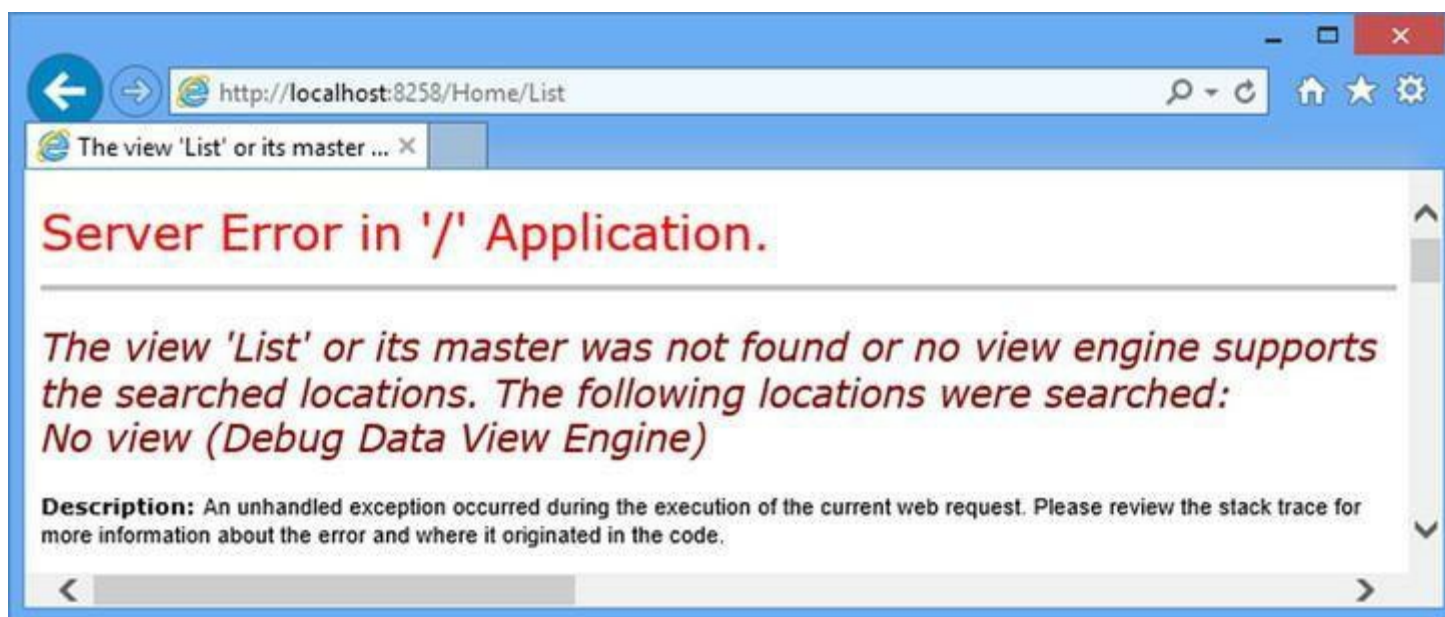 http://localhost:8258/Home/List
The view 'List' or its master ...
Server Error in '/' Application.
The view 'List' or its master was not found or no view engine supports
the searched locations. The following locations were searched:
No view (Debug Data View Engine)
Description: An unhandled exception occurred during the execution of the current web request. Please review the stack trace for
more information about the error and where it originated in the code.